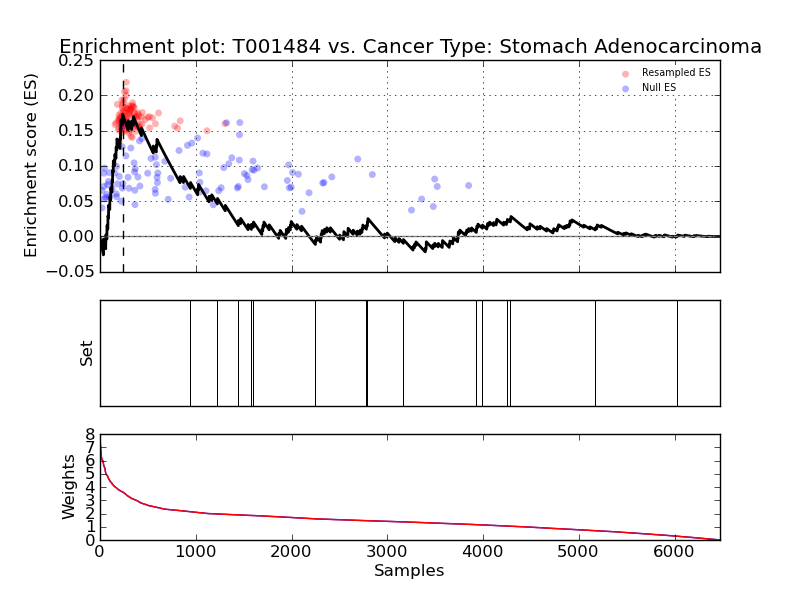 Enrichment plot: T001484 vs. Cancer Type: Stomach Adenocarcinoma
Enrichment score (ES)
0.25
0.20
0.15
0.10
0.05
0.00
−0.05
Resampled ES
Null ES
Set
Weights
8
7
6
5
4
3
2
1
0
0 1000 2000 3000 4000 5000 6000
Samples